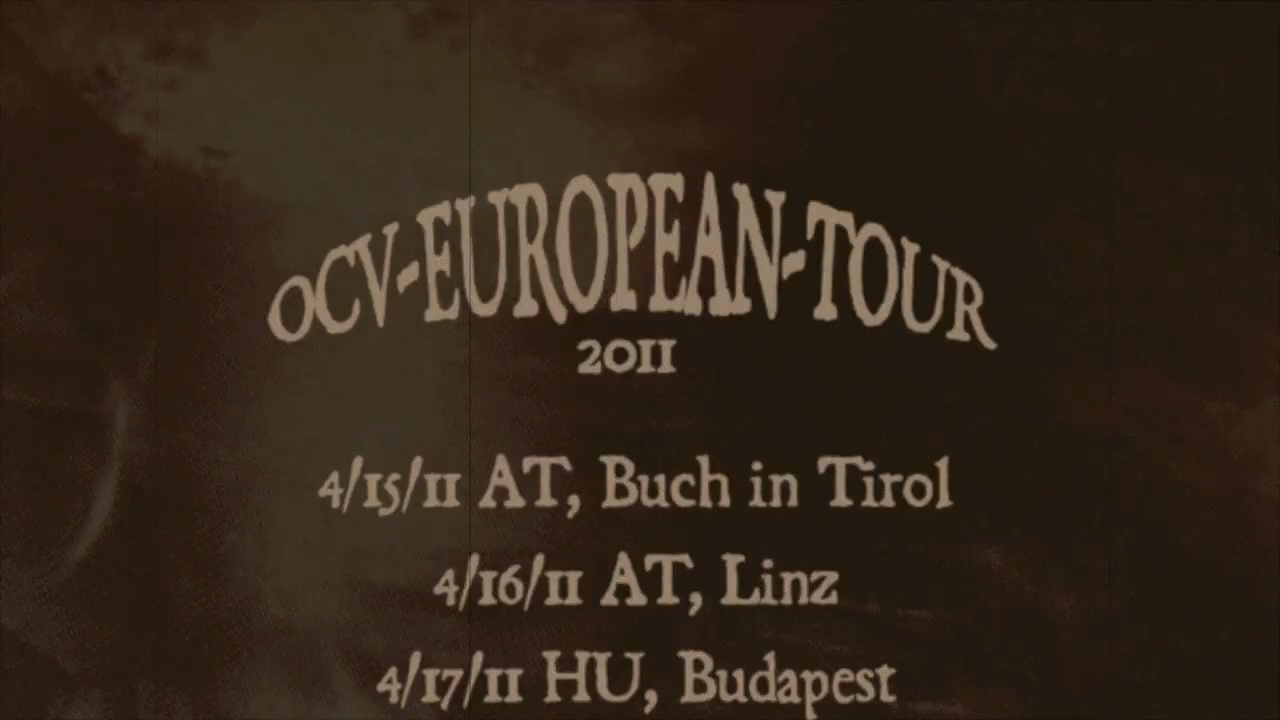 OCV-EUROPEAN-TOUR
2011
4/15/11 AT, Buch in Tirol
4/16/11 AT, Linz
4/17/11 HU, Budapest